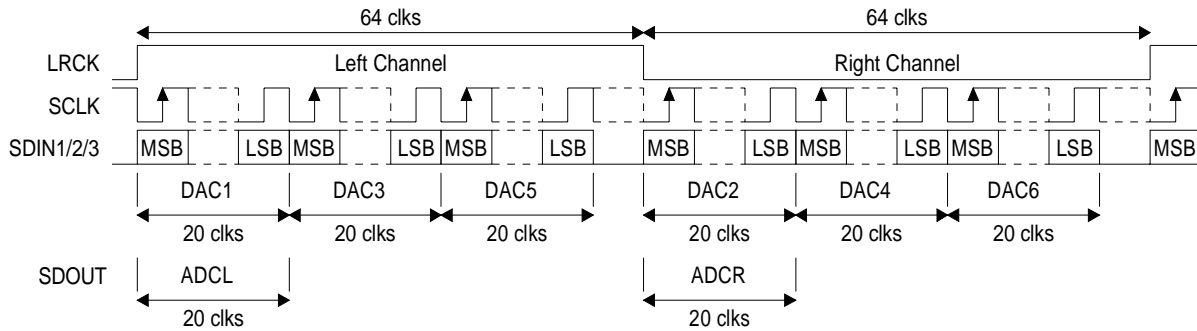 64 clks 64 clks
LRCK Left Channel Right Channel
SCLK
SDIN1/2/3 MSB LSB MSB LSB MSB LSB MSB LSB MSB LSB MSB LSB MSB
DAC1 DAC3 DAC5 DAC2 DAC4 DAC6
20 clks 20 clks 20 clks 20 clks 20 clks 20 clks
SDOUT ADCL ADCR
20 clks 20 clks